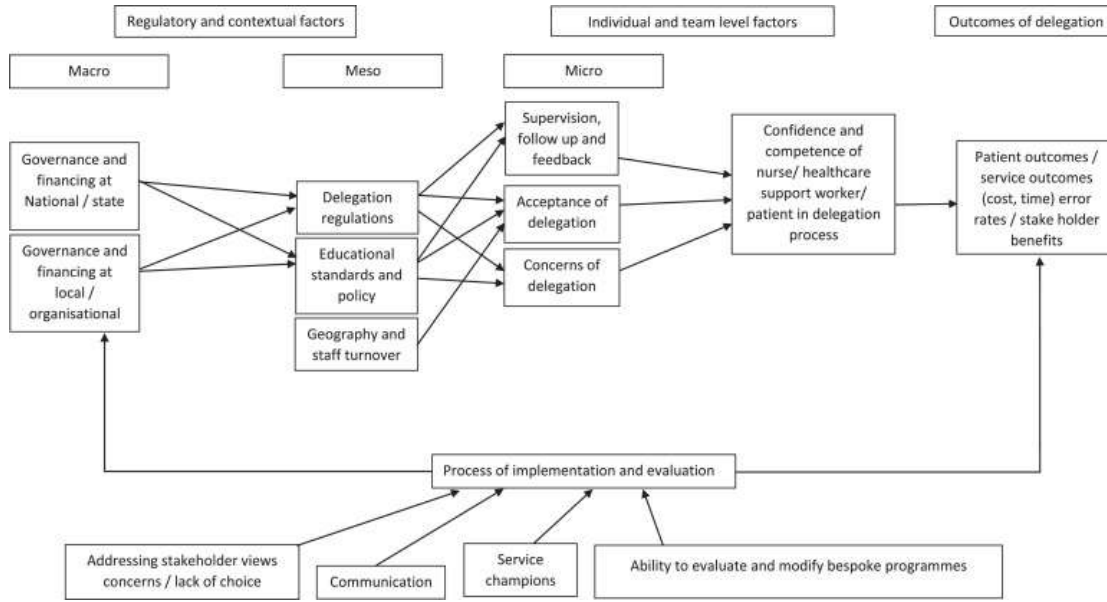 Regulatory and contextual factors
Individual and team level factors
Outcomes of delegation
Macro
Meso
Micro
Governance and
financing at
National / state
Governance and
financing at
local /
organisational
Delegation
regulations
Educational
standards and
policy
Geography and
staff turnover
Supervision,
follow up and
feedback
Acceptance of
delegation
Concerns of
delegation
Confidence and
competence of
nurse/ healthcare
support worker/
patient in delegation
process
Patient outcomes /
service outcomes
(cost, time) error
rates / stake holder
benefits
Process of implementation and evaluation
Addressing stakeholder views
concerns / lack of choice
Communication
Service
champions
Ability to evaluate and modify bespoke programmes